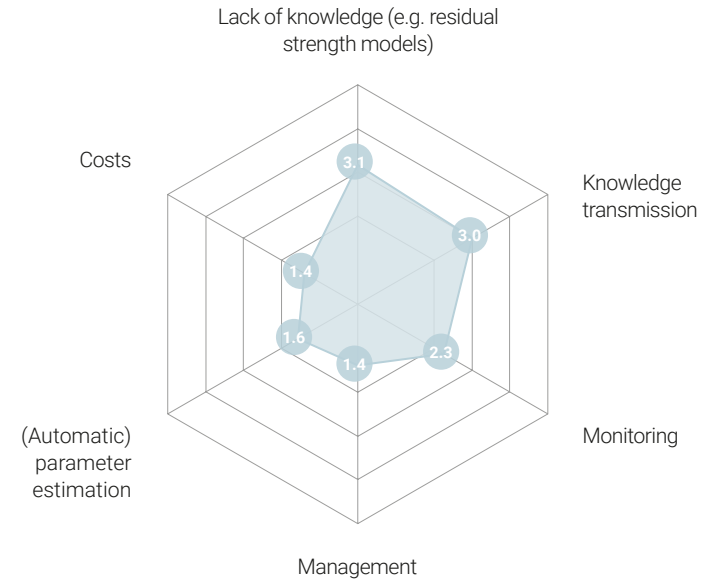 Lack of knowledge (e.g. residual
strength models)
Costs
Knowledge
transmission
3.1
3.0
1.4
1.6
1.4
2.3
(Automatic)
parameter
estimation
Monitoring
Management